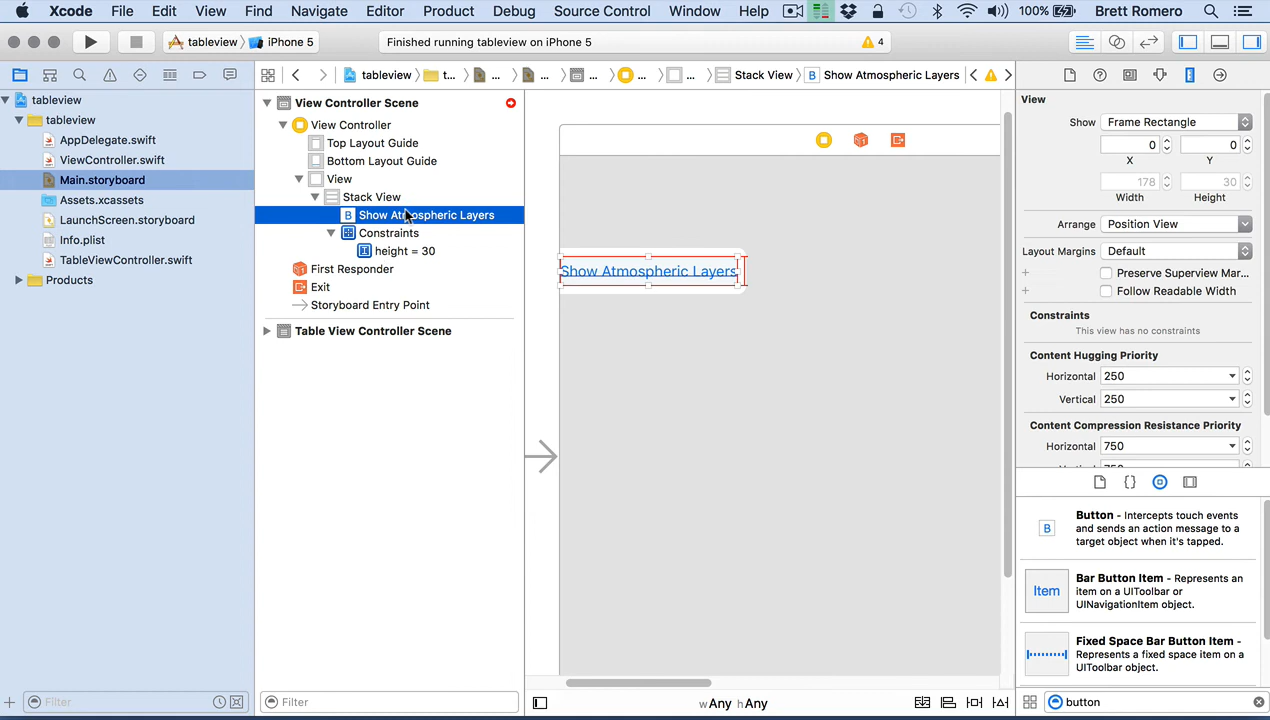 Xcode File Edit View Find Navigate Editor Product Debug Source Control Window Help 100% Brett Romero
tableview iPhone 5 Finished running tableview on iPhone 5 4
tableview t... ... ... ... ... ... Stack View B Show Atmospheric Layers
tableview
tableview
AppDelegate.swift
ViewController.swift
Main.storyboard
Assets.xcassets
LaunchScreen.storyboard
Info.plist
TableViewController.swift
Products
Filter
View Controller Scene
View Controller
Top Layout Guide
Bottom Layout Guide
View
Stack View
B Show Atmospheric Layers
Constraints
height = 30
First Responder
Exit
Storyboard Entry Point
Table View Controller Scene
Filter
Show Atmospheric Layers
wAny hAny
View
Show Frame Rectangle
0 0
X Y
178 30
Width Height
Arrange Position View
Layout Margins Default
Preserve Superview Mar...
Follow Readable Width
Constraints
This view has no constraints
Content Hugging Priority
Horizontal 250
Vertical 250
Content Compression Resistance Priority
Horizontal 750
B
Button - Intercepts touch events
and sends an action message to a
target object when it's tapped.
Item
Bar Button Item - Represents an
item on a UIToolbar or
UINavigationItem object.
Fixed Space Bar Button Item -
Represents a fixed space item on a
UIToolbar object.
button